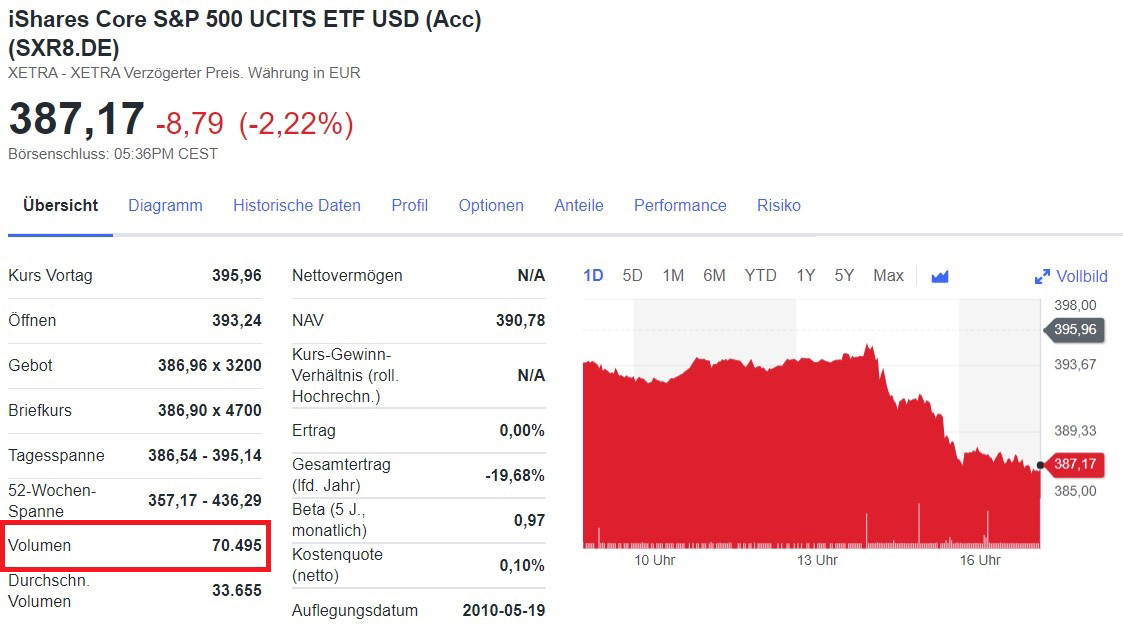 iShares Core S&P 500 UCITS ETF USD (Acc)
(SXR8.DE)
XETRA - XETRA Verzögerter Preis. Währung in EUR
387,17 -8,79 (-2,22%)
Börsenschluss: 05:36PM CEST
Übersicht Diagramm Historische Daten Profil Optionen Anteile Performance Risiko
Kurs Vortag 395,96
Öffnen 393,24
Gebot 386,96 x 3200
Briefkurs 386,90 x 4700
Tagesspanne 386,54 - 395,14
52-Wochen-
Spanne 357,17 - 436,29
Volumen 70.495
Durchschn.
Volumen 33.655
Nettovermögen N/A
NAV 390,78
Kurs-Gewinn-
Verhältnis (roll. N/A
Hochrechn.)
Ertrag 0,00%
Gesamtertrag
(lfd. Jahr) -19,68%
Beta (5 J.,
monatlich) 0,97
Kostenquote
(netto) 0,10%
Auflegungsdatum 2010-05-19
1D 5D 1M 6M YTD 1Y 5Y Max Vollbild
398,00
395,96
393,67
389,33
387,17
385,00
10 Uhr 13 Uhr 16 Uhr